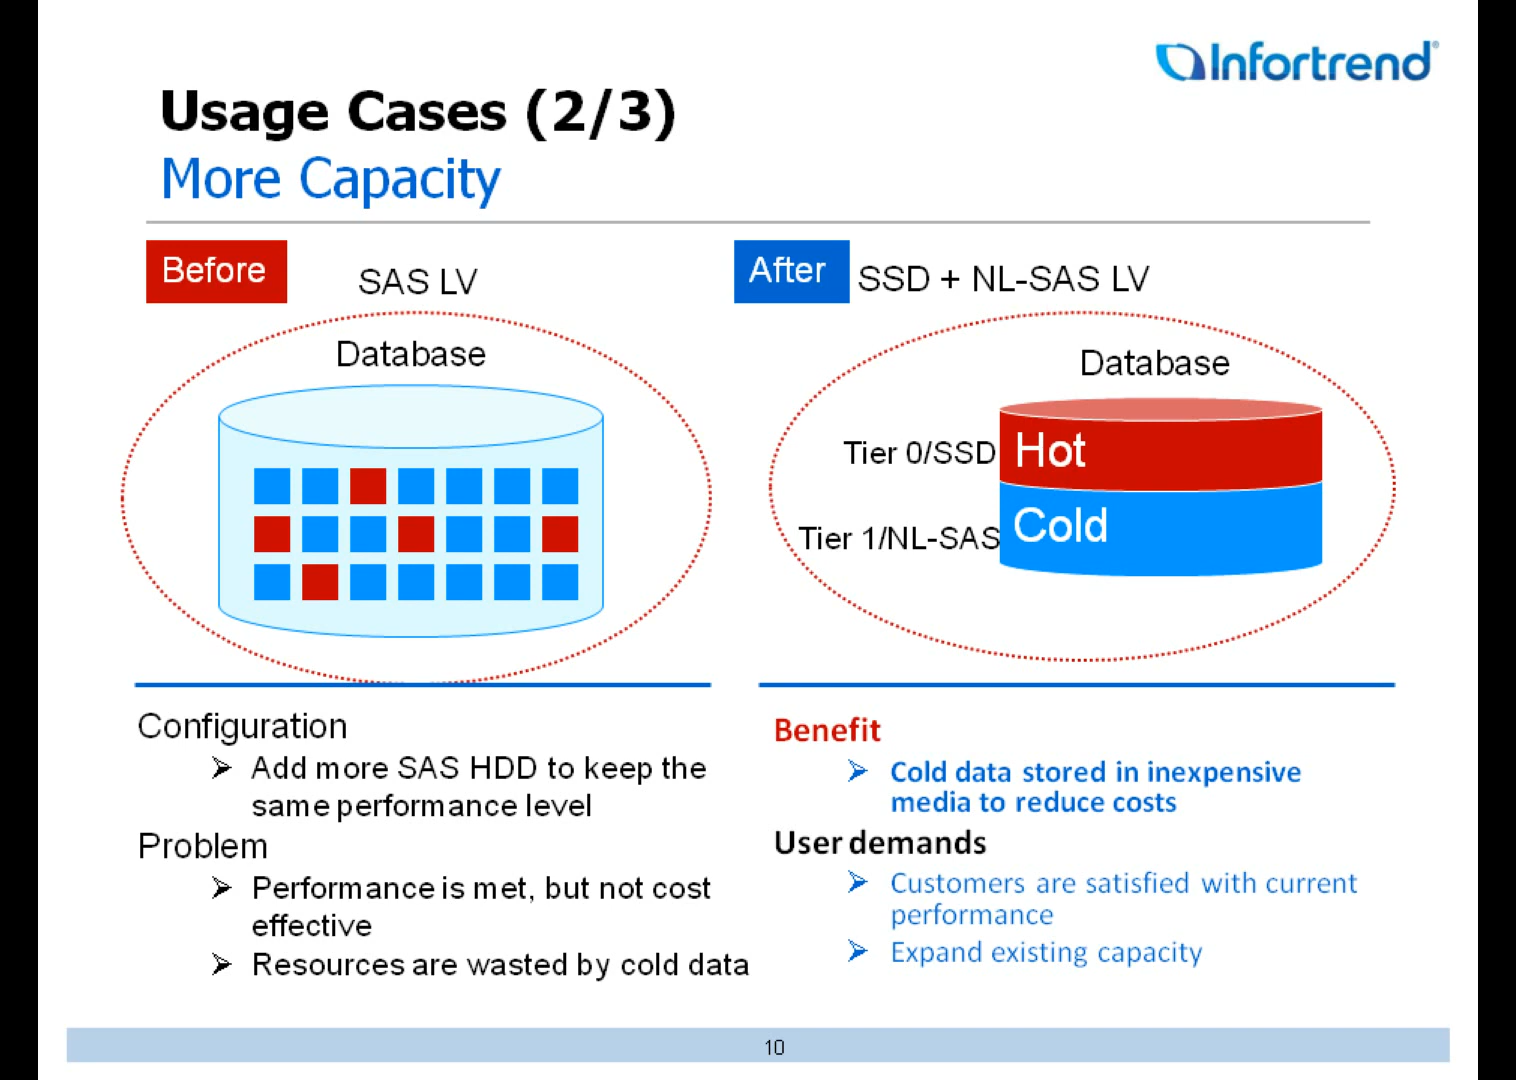 Infortrend®
Usage Cases (2/3)
More Capacity
Before
SAS LV
Database
After
SSD + NL-SAS LV
Database
Tier 0/SSD
Hot
Tier 1/NL-SAS
Cold
Configuration
➢ Add more SAS HDD to keep the
same performance level
Problem
➢ Performance is met, but not cost
effective
➢ Resources are wasted by cold data
Benefit
➢ Cold data stored in inexpensive
media to reduce costs
User demands
➢ Customers are satisfied with current
performance
➢ Expand existing capacity
10